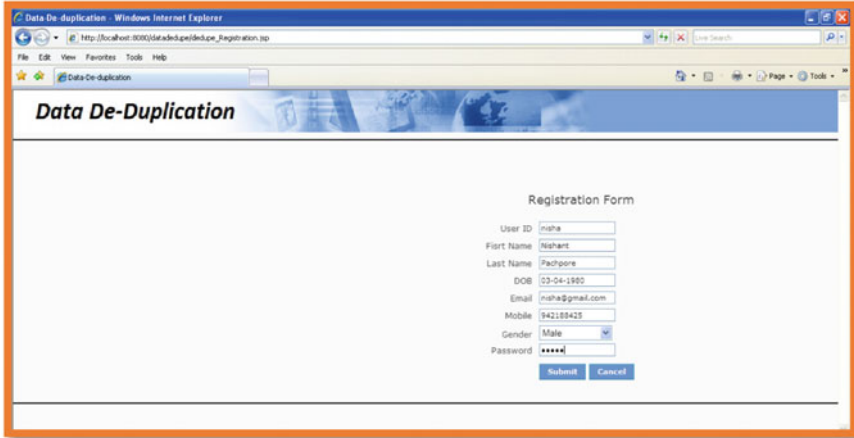 Data-De-duplication - Windows Internet Explorer
http://localhost:8080/datadedupe/dedupe_Registration.jsp
Live Search
File Edit View Favorites Tools Help
Data-De-duplication
Page Tools
Data De-Duplication
Registration Form
User ID nisha
Fisrt Name Nishant
Last Name Pachpore
DOB 03-04-1980
Email nisha@gmail.com
Mobile 942188425
Gender Male
Password •••••
Submit Cancel